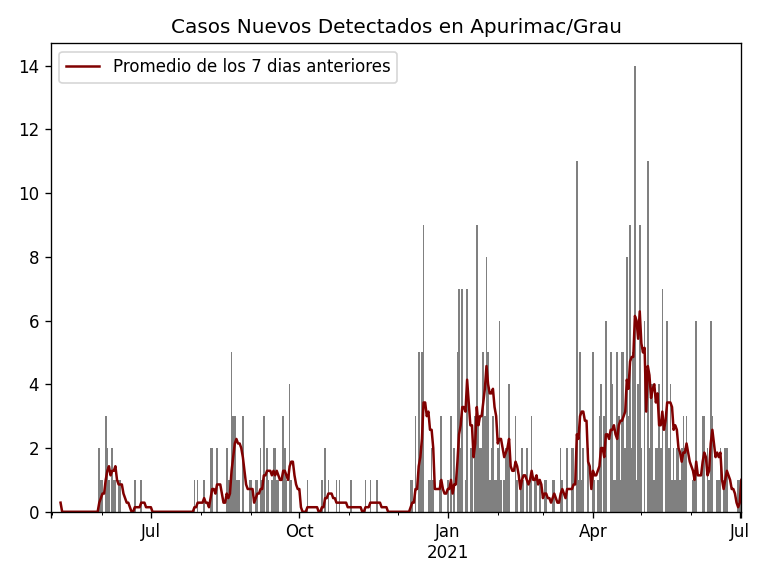 Casos Nuevos Detectados en Apurimac/Grau
Promedio de los 7 dias anteriores
14
12
10
8
6
4
2
0
Jul
Oct
Jan
2021
Apr
Jul